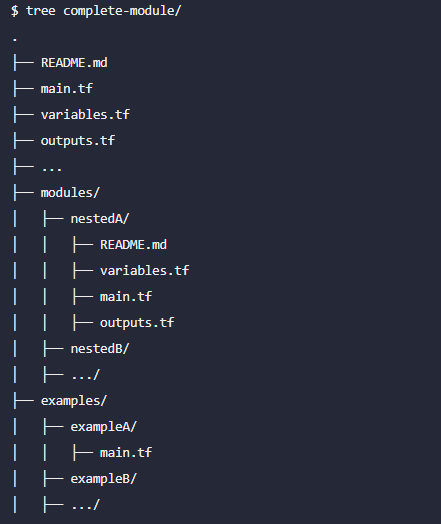 $ tree complete-module/
.
├── README.md
├── main.tf
├── variables.tf
├── outputs.tf
├── ...
├── modules/
│   ├── nestedA/
│   │   ├── README.md
│   │   ├── variables.tf
│   │   ├── main.tf
│   │   ├── outputs.tf
│   ├── nestedB/
│   ├── .../
├── examples/
│   ├── exampleA/
│   │   ├── main.tf
│   ├── exampleB/
│   ├── .../